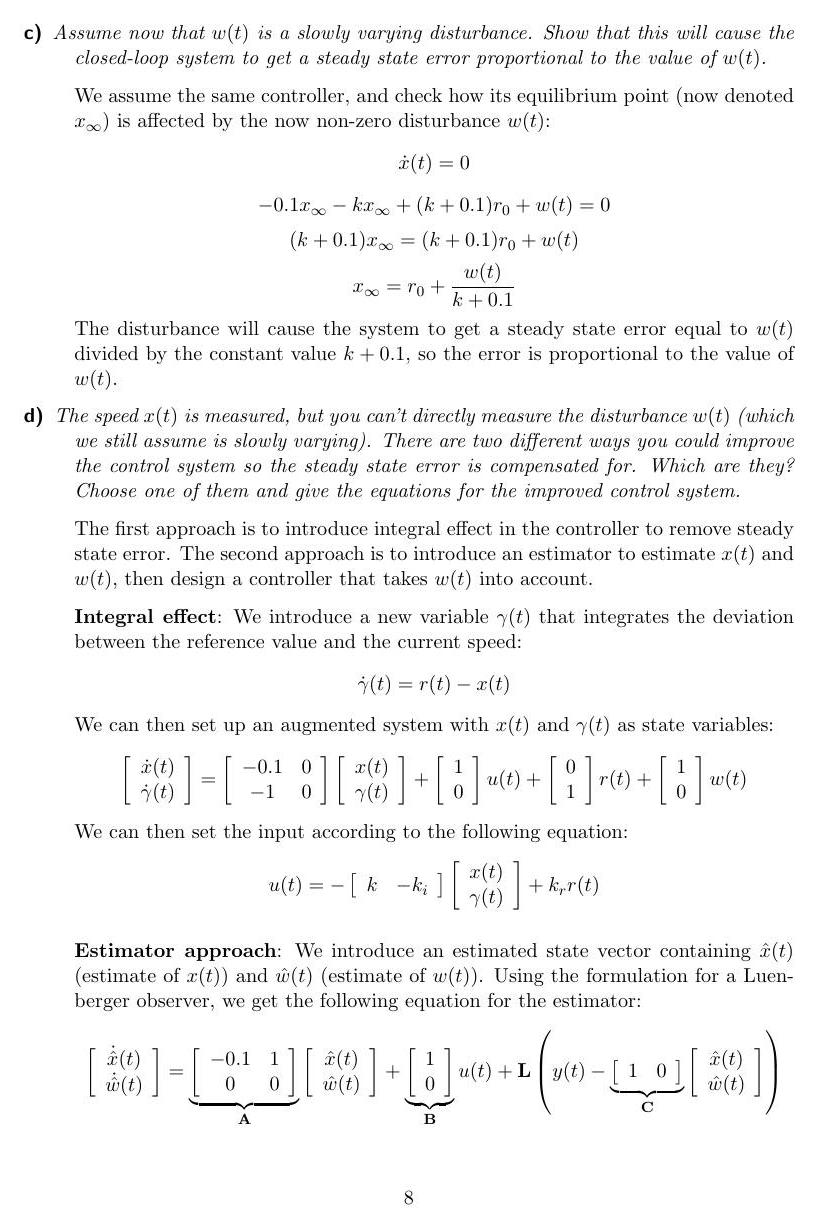 c) Assume now that w(t) is a slowly varying disturbance. Show that this will cause the
closed-loop system to get a steady state error proportional to the value of w(t).
We assume the same controller, and check how its equilibrium point (now denoted
x∞) is affected by the now non-zero disturbance w(t):
ẋ(t) = 0
−0.1x∞ − kx∞ + (k + 0.1)r₀ + w(t) = 0
(k + 0.1)x∞ = (k + 0.1)r₀ + w(t)
x∞ = r₀ + w(t) / (k + 0.1)
The disturbance will cause the system to get a steady state error equal to w(t)
divided by the constant value k + 0.1, so the error is proportional to the value of
w(t).
d) The speed x(t) is measured, but you can't directly measure the disturbance w(t) (which
we still assume is slowly varying). There are two different ways you could improve
the control system so the steady state error is compensated for. Which are they?
Choose one of them and give the equations for the improved control system.
The first approach is to introduce integral effect in the controller to remove steady
state error. The second approach is to introduce an estimator to estimate x(t) and
w(t), then design a controller that takes w(t) into account.
Integral effect: We introduce a new variable γ(t) that integrates the deviation
between the reference value and the current speed:
γ̇(t) = r(t) − x(t)
We can then set up an augmented system with x(t) and γ(t) as state variables:
[ ẋ(t) ; γ̇(t) ] = [ −0.1 0 ; −1 0 ] [ x(t) ; γ(t) ] + [ 1 ; 0 ] u(t) + [ 0 ; 1 ] r(t) + [ 1 ; 0 ] w(t)
We can then set the input according to the following equation:
u(t) = − [ k −kᵢ ] [ x(t) ; γ(t) ] + kᵣr(t)
Estimator approach: We introduce an estimated state vector containing x̂(t)
(estimate of x(t)) and ŵ(t) (estimate of w(t)). Using the formulation for a Luen-
berger observer, we get the following equation for the estimator:
[ x̂̇(t) ; ŵ̇(t) ] = [ −0.1 1 ; 0 0 ] [ x̂(t) ; ŵ(t) ] + [ 1 ; 0 ] u(t) + L ( y(t) − [ 1 0 ] [ x̂(t) ; ŵ(t) ] )
A B C
8